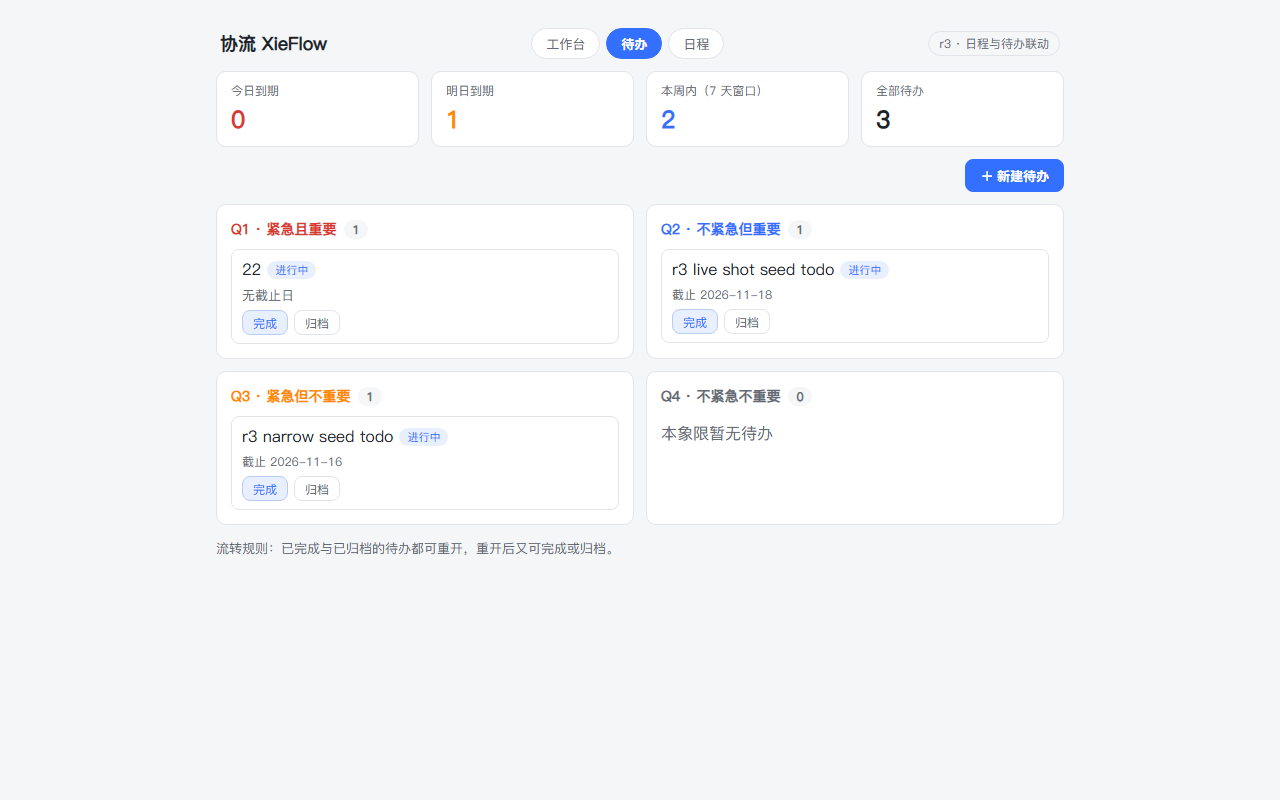 协流 XieFlow
工作台
待办
日程
r3 · 日程与待办联动
今日到期
0
明日到期
1
本周内（7 天窗口）
2
全部待办
3
＋ 新建待办
Q1 · 紧急且重要 1
22 进行中
无截止日
完成 归档
Q2 · 不紧急但重要 1
r3 live shot seed todo 进行中
截止 2026-11-18
完成 归档
Q3 · 紧急但不重要 1
r3 narrow seed todo 进行中
截止 2026-11-16
完成 归档
Q4 · 不紧急不重要 0
本象限暂无待办
流转规则：已完成与已归档的待办都可重开，重开后又可完成或归档。